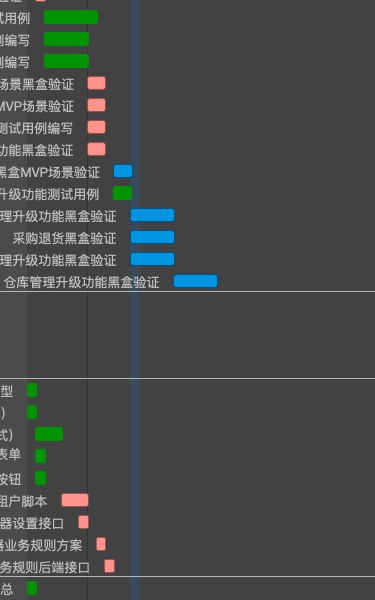 试用例
例编写
例编写
场景黑盒验证
MVP场景验证
测试用例编写
功能黑盒验证
黑盒MVP场景验证
升级功能测试用例
理升级功能黑盒验证
采购退货黑盒验证
理升级功能黑盒验证
仓库管理升级功能黑盒验证
型
)
式)
表单
按钮
租户脚本
器设置接口
器业务规则方案
务规则后端接口
总